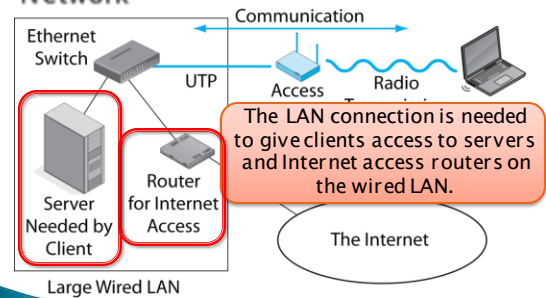 Communication
Ethernet
Switch
UTP
Access
Radio
The LAN connection is needed
to give clients access to servers
and Internet access routers on
the wired LAN.
Server
Needed by
Client
Router
for Internet
Access
The Internet
Large Wired LAN